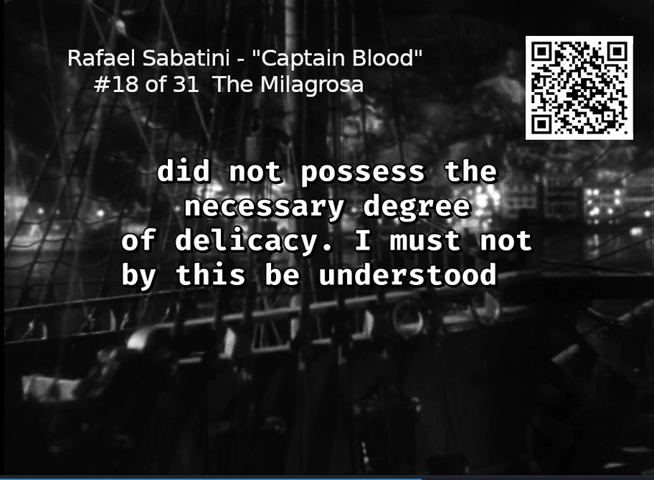 Rafael Sabatini - "Captain Blood"
#18 of 31  The Milagrosa
did not possess the
necessary degree
of delicacy. I must not
by this be understood